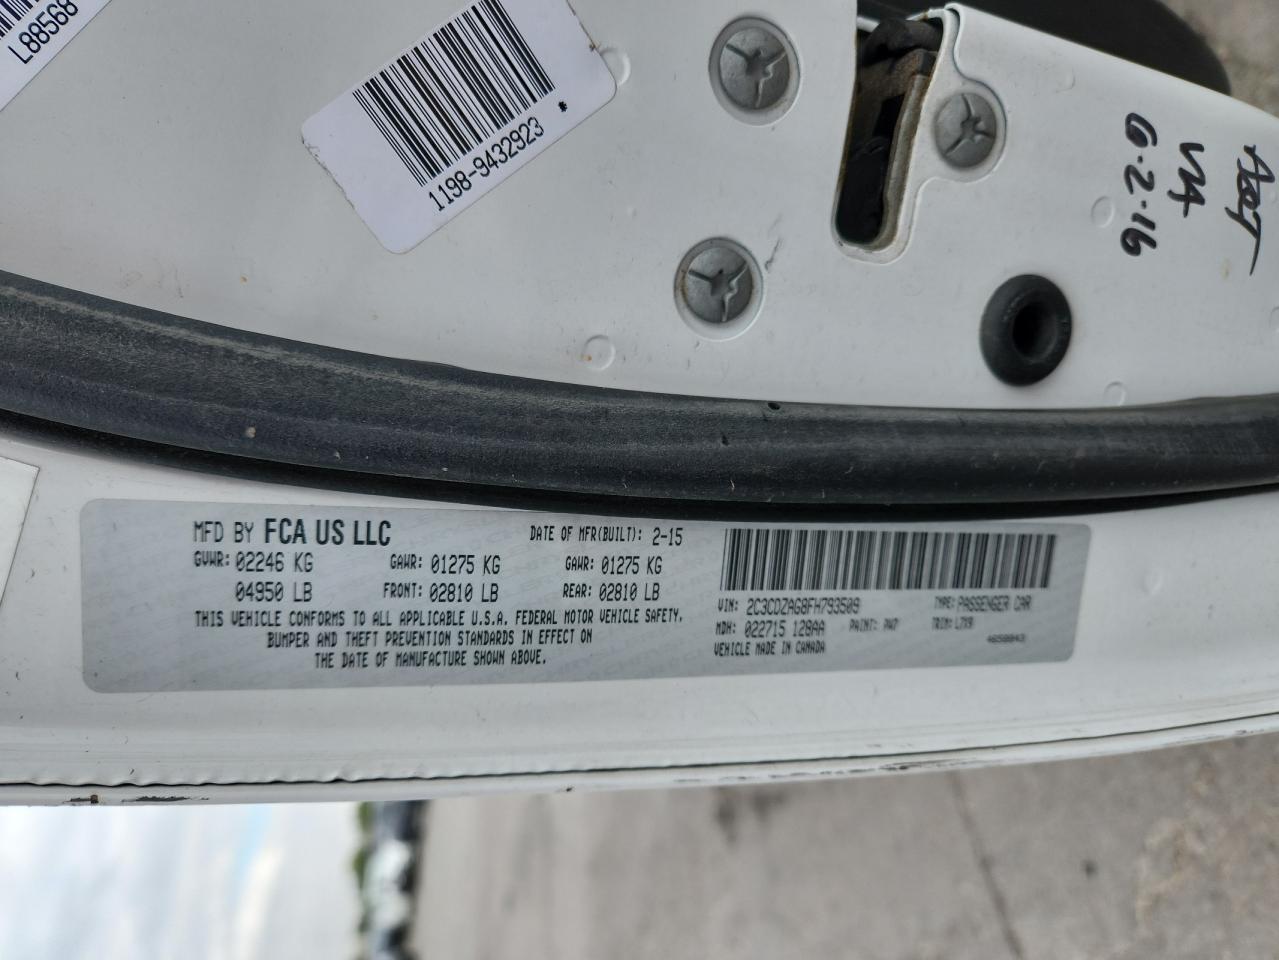 L88568
1198-9432923 *
A20T
VTA
6-2-16
MFD BY FCA US LLC
DATE OF MFR(BUILT): 2-15
GVWR: 02246 KG GAWR: 01275 KG GAWR: 01275 KG
04950 LB FRONT: 02810 LB REAR: 02810 LB
THIS VEHICLE CONFORMS TO ALL APPLICABLE U.S.A. FEDERAL MOTOR VEHICLE SAFETY,
BUMPER AND THEFT PREVENTION STANDARDS IN EFFECT ON
THE DATE OF MANUFACTURE SHOWN ABOVE.
VIN: 2C3CDZAG8FH793509 TYPE: PASSENGER CAR
MDH: 022715 128AA PAINT: PW7 TRIM: L7X9
VEHICLE MADE IN CANADA